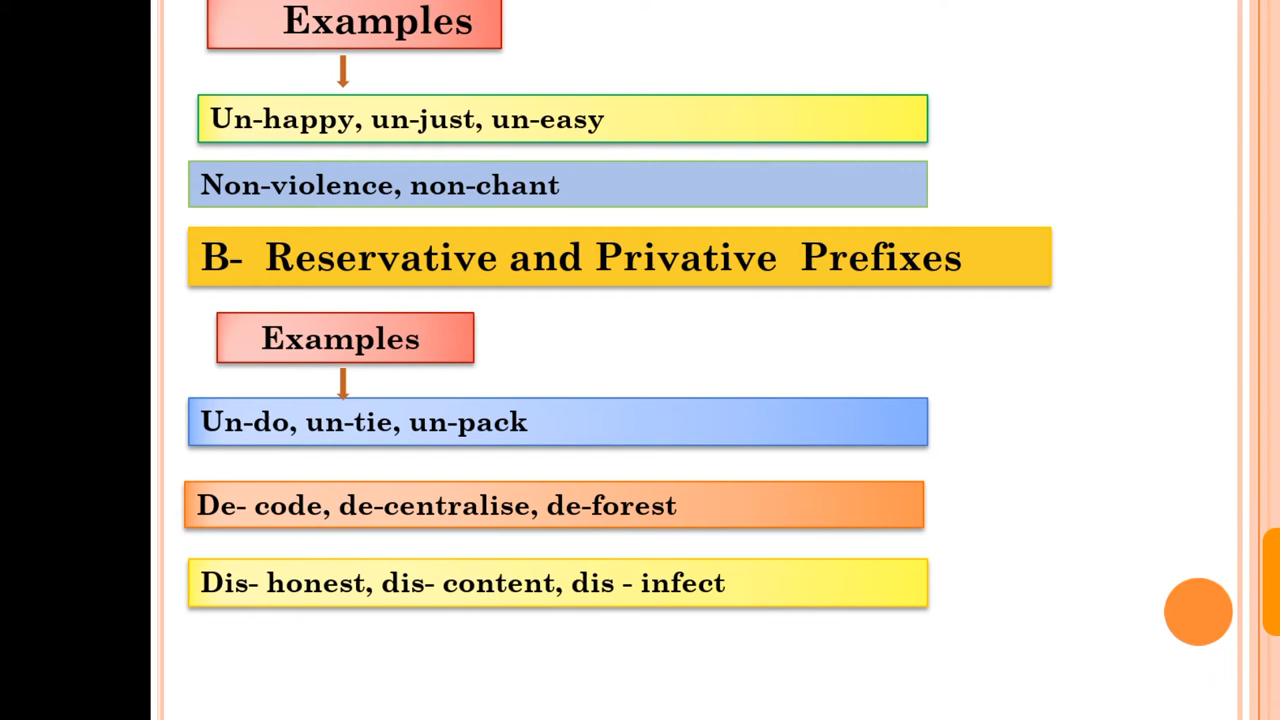 Examples
Un-happy, un-just, un-easy
Non-violence, non-chant
B- Reservative and Privative Prefixes
Examples
Un-do, un-tie, un-pack
De- code, de-centralise, de-forest
Dis- honest, dis- content, dis - infect